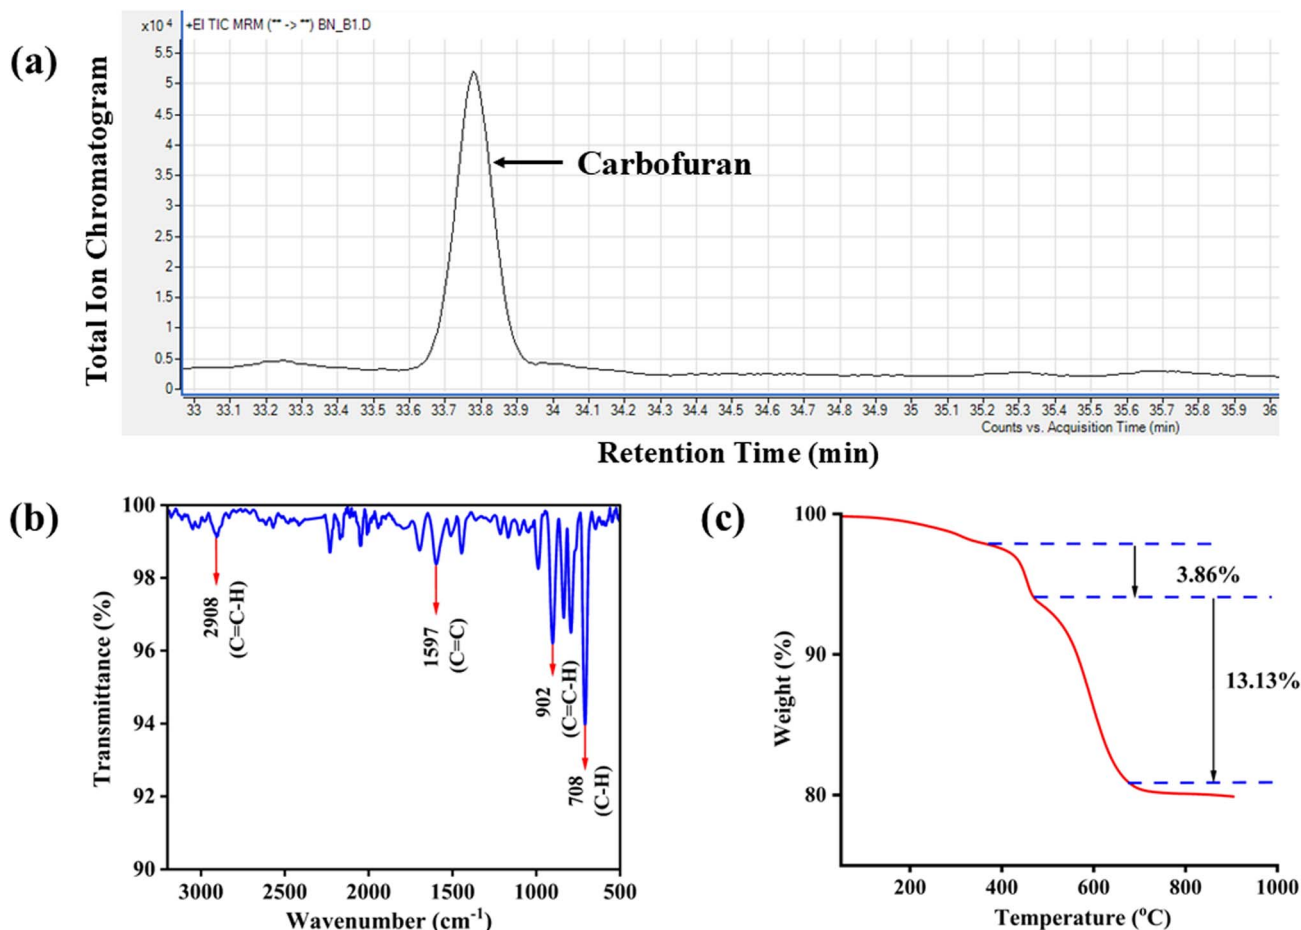 (a)
x10 4
+EI TIC MRM (** -> **) BN_B1.D
Total Ion Chromatogram
5.5
5
4.5
4
3.5
3
2.5
2
1.5
1
0.5
0
Carbofuran
33 33.1 33.2 33.3 33.4 33.5 33.6 33.7 33.8 33.9 34 34.1 34.2 34.3 34.4 34.5 34.6 34.7 34.8 34.9 35 35.1 35.2 35.3 35.4 35.5 35.6 35.7 35.8 35.9 36
Counts vs. Acquisition Time (min)
Retention Time (min)
(b)
Transmittance (%)
100
98
96
94
92
90
2908
(C=C-H)
1597
(C=C)
902
(C=C-H)
708
(C-H)
3000 2500 2000 1500 1000 500
Wavenumber (cm-1)
(c)
Weight (%)
100
90
80
3.86%
13.13%
200 400 600 800 1000
Temperature (oC)